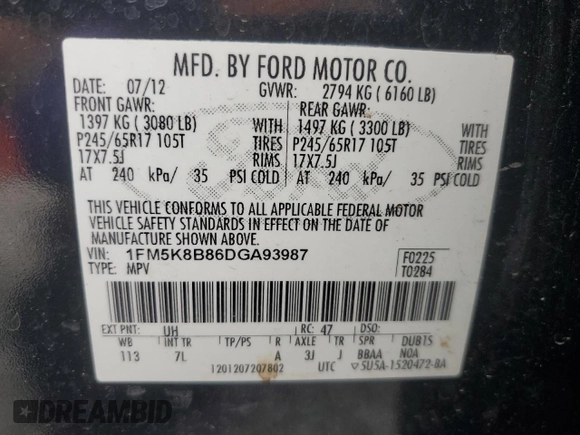 MFD. BY FORD MOTOR CO.
DATE: 07/12 GVWR: 2794 KG ( 6160 LB)
FRONT GAWR: REAR GAWR:
1397 KG ( 3080 LB) WITH 1497 KG ( 3300 LB) WITH
P245/65R17 105T TIRES P245/65R17 105T TIRES
17X7.5J RIMS 17X7.5J RIMS
AT 240 kPa/ 35 PSI COLD AT 240 kPa/ 35 PSI COLD
THIS VEHICLE CONFORMS TO ALL APPLICABLE FEDERAL MOTOR
VEHICLE SAFETY STANDARDS IN EFFECT ON THE DATE OF
MANUFACTURE SHOWN ABOVE.
VIN: 1FM5K8B86DGA93987 F0225
TYPE: MPV T0284
EXT PNT: UH RC: 47 DSO:
WB INT TR TP/PS R AXLE TR SPR DUB15
113 7L A 3J J BBAA NOA
1201207207802 UTC 5U5A-1520472-BA
DREAMBID